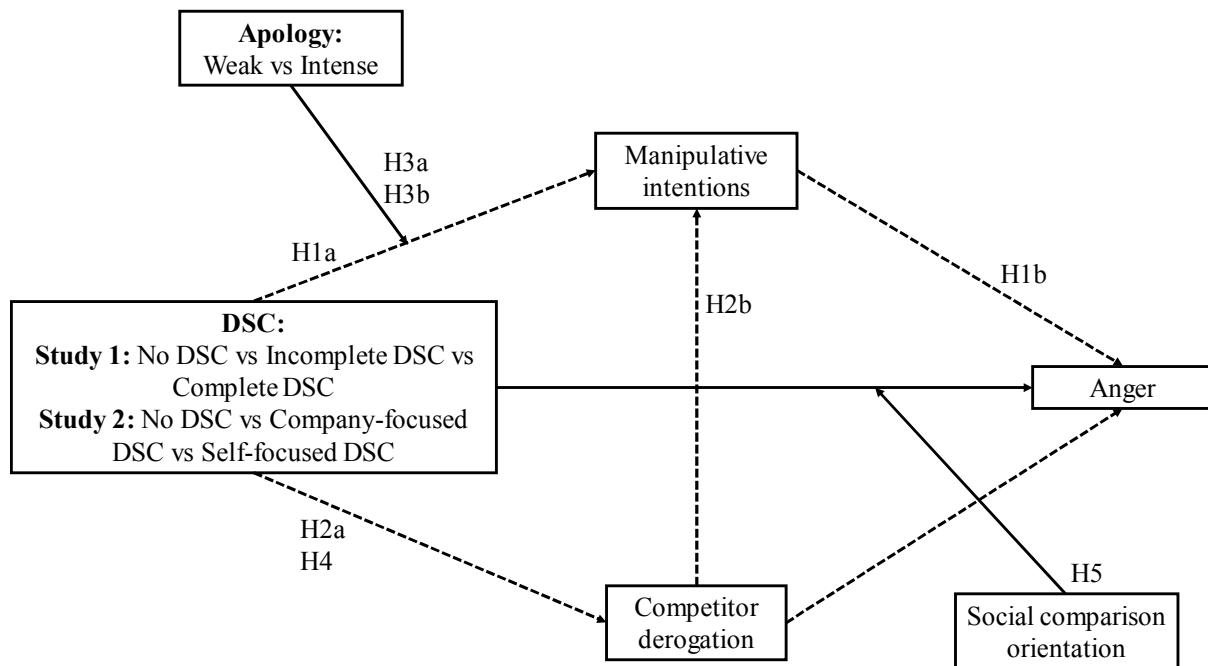 Apology:
Weak vs Intense
H3a
H3b
Manipulative
intentions
H1a
H1b
H2b
DSC:
Study 1: No DSC vs Incomplete DSC vs
Complete DSC
Study 2: No DSC vs Company-focused
DSC vs Self-focused DSC
Anger
H2a
H4
H5
Competitor
derogation
Social comparison
orientation